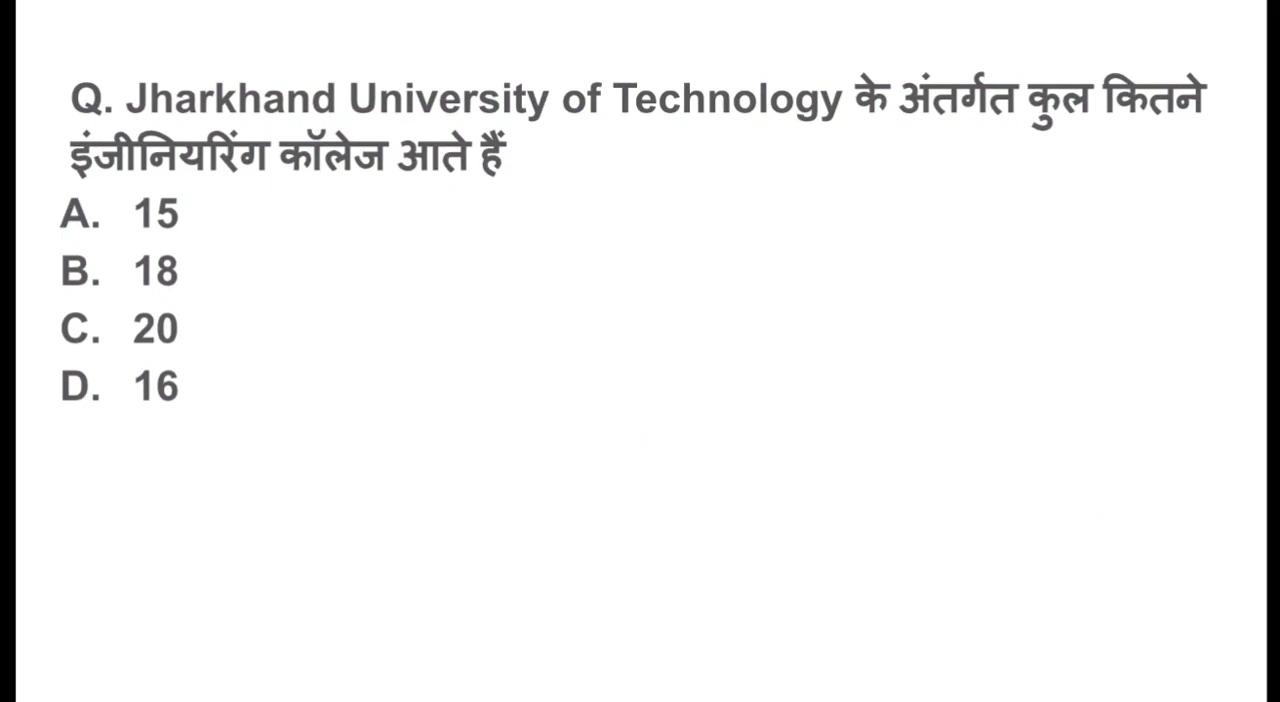 Q. Jharkhand University of Technology के अंतर्गत कुल कितने
इंजीनियरिंग कॉलेज आते हैं
A. 15
B. 18
C. 20
D. 16